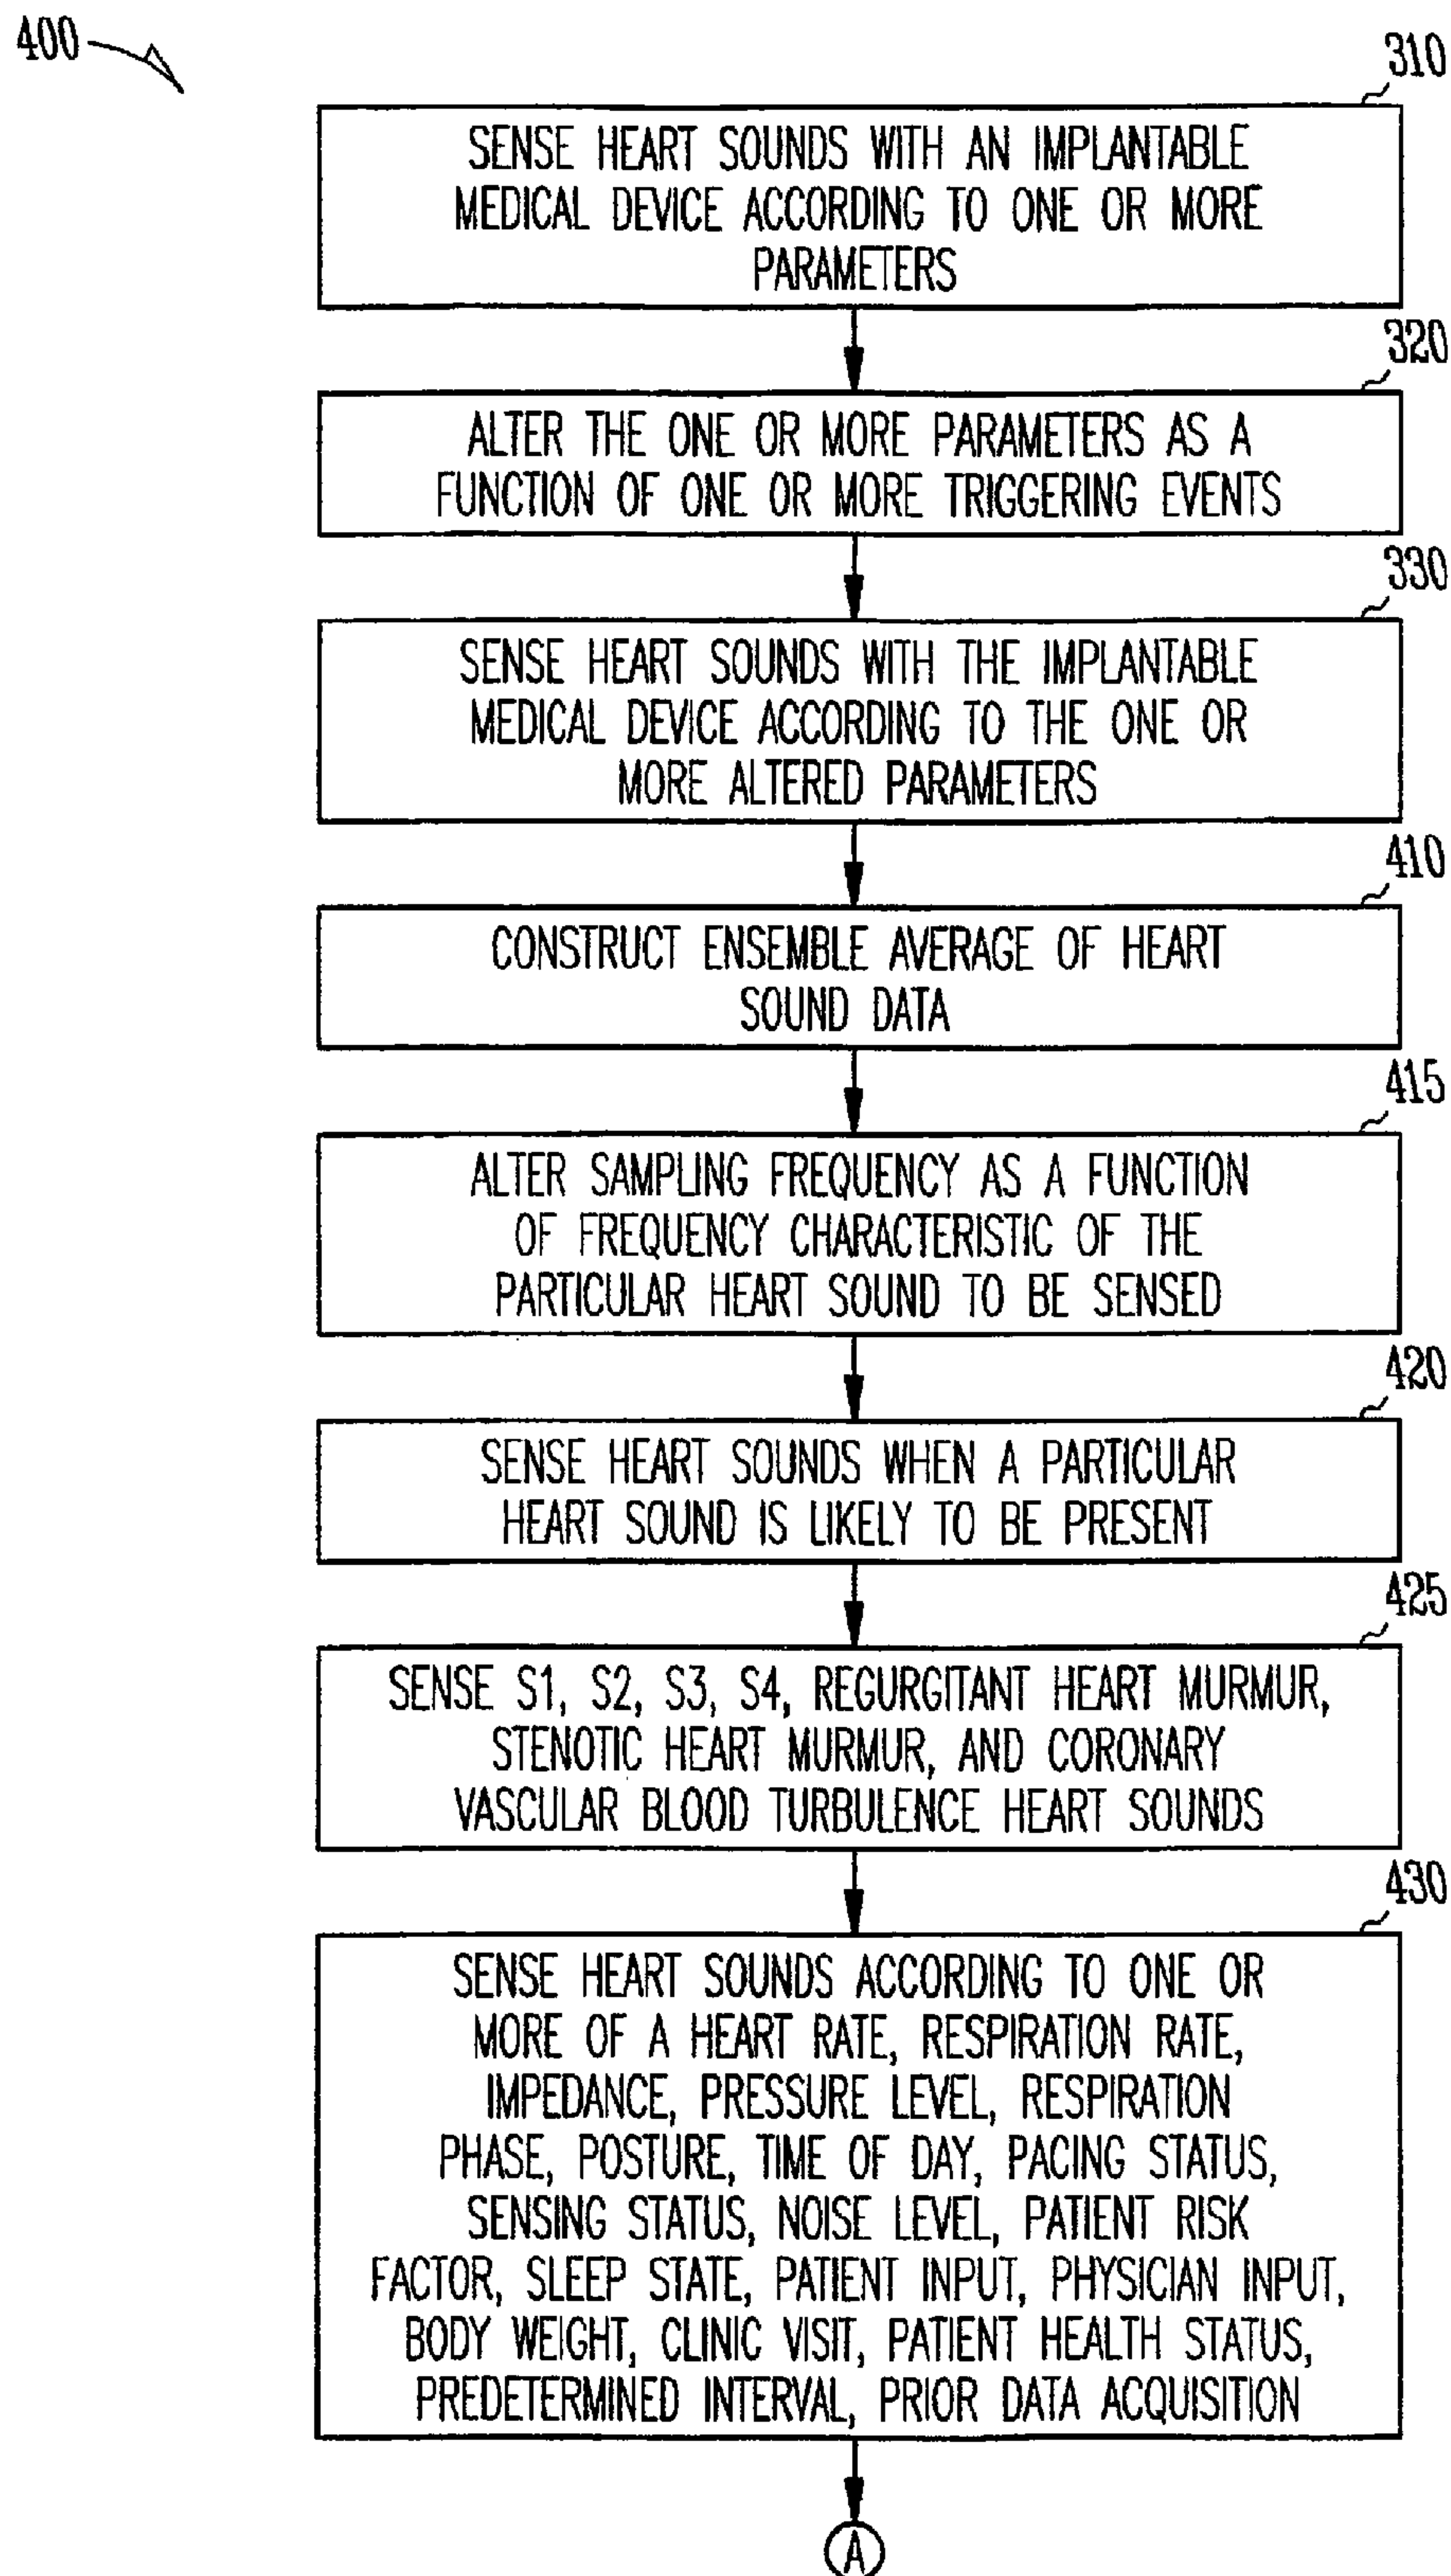 400
310
SENSE HEART SOUNDS WITH AN IMPLANTABLE
MEDICAL DEVICE ACCORDING TO ONE OR MORE
PARAMETERS
320
ALTER THE ONE OR MORE PARAMETERS AS A
FUNCTION OF ONE OR MORE TRIGGERING EVENTS
330
SENSE HEART SOUNDS WITH THE IMPLANTABLE
MEDICAL DEVICE ACCORDING TO THE ONE OR
MORE ALTERED PARAMETERS
410
CONSTRUCT ENSEMBLE AVERAGE OF HEART
SOUND DATA
415
ALTER SAMPLING FREQUENCY AS A FUNCTION
OF FREQUENCY CHARACTERISTIC OF THE
PARTICULAR HEART SOUND TO BE SENSED
420
SENSE HEART SOUNDS WHEN A PARTICULAR
HEART SOUND IS LIKELY TO BE PRESENT
425
SENSE S1, S2, S3, S4, REGURGITANT HEART MURMUR,
STENOTIC HEART MURMUR, AND CORONARY
VASCULAR BLOOD TURBULENCE HEART SOUNDS
430
SENSE HEART SOUNDS ACCORDING TO ONE OR
MORE OF A HEART RATE, RESPIRATION RATE,
IMPEDANCE, PRESSURE LEVEL, RESPIRATION
PHASE, POSTURE, TIME OF DAY, PACING STATUS,
SENSING STATUS, NOISE LEVEL, PATIENT RISK
FACTOR, SLEEP STATE, PATIENT INPUT, PHYSICIAN INPUT,
BODY WEIGHT, CLINIC VISIT, PATIENT HEALTH STATUS,
PREDETERMINED INTERVAL, PRIOR DATA ACQUISITION
A